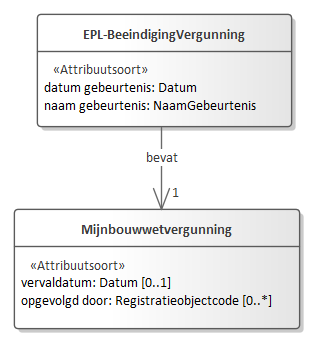 EPL-BeeindigingVergunning
«Attribuutsoort»
datum gebeurtenis: Datum
naam gebeurtenis: NaamGebeurtenis
bevat
1
Mijnbouwwetvergunning
«Attribuutsoort»
vervaldatum: Datum [0..1]
opgevolgd door: Registratieobjectcode [0..*]